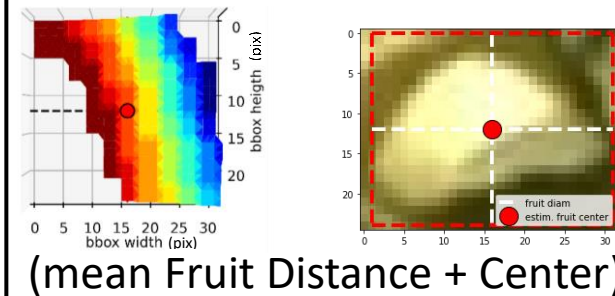 0
5
10
15
20
bbox heigth (pix)
0 5 10 15 20 25 30
bbox width (pix)
0
5
10
15
20
fruit diam
estim. fruit center
0 5 10 15 20 25 30
(mean Fruit Distance + Center)